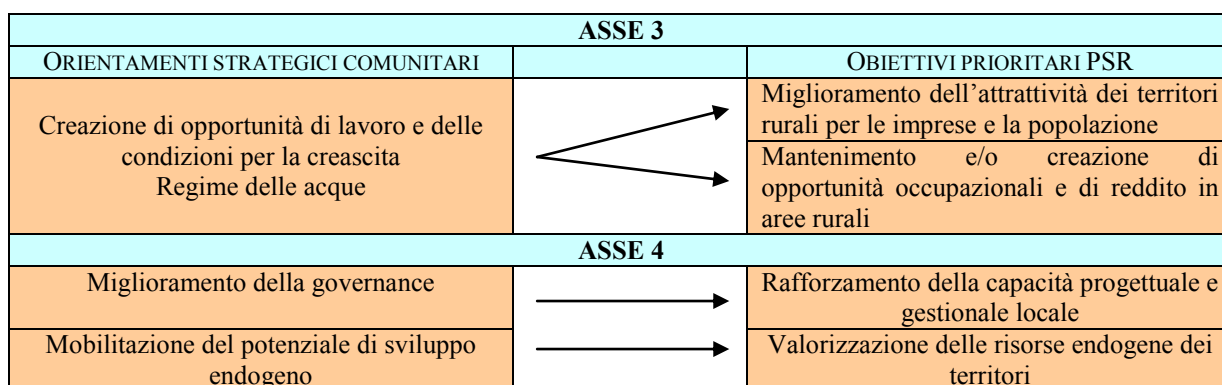 ASSE 3
ORIENTAMENTI STRATEGICI COMUNITARI
OBIETTIVI PRIORITARI PSR
Creazione di opportunità di lavoro e delle
condizioni per la creascita
Regime delle acque
Miglioramento dell’attrattività dei territori
rurali per le imprese e la popolazione
Mantenimento e/o creazione di
opportunità occupazionali e di reddito in
aree rurali
ASSE 4
Miglioramento della governance
Rafforzamento della capacità progettuale e
gestionale locale
Mobilitazione del potenziale di sviluppo
endogeno
Valorizzazione delle risorse endogene dei
territori